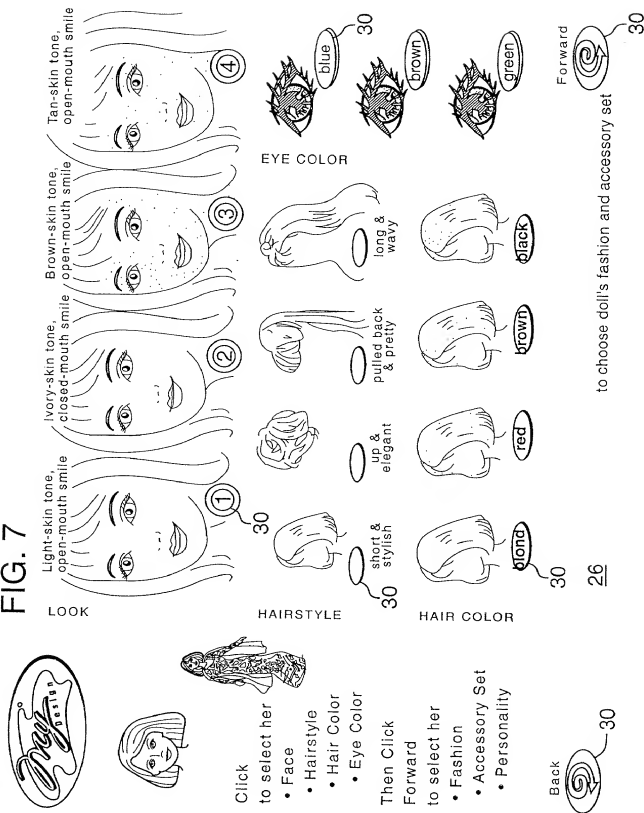 FIG. 7
my
Design
Click
to select her
• Face
• Hairstyle
• Hair Color
• Eye Color
Then Click
Forward
to select her
• Fashion
• Accessory Set
• Personality
Back
30
LOOK
Light-skin tone,
open-mouth smile
1
30
Ivory-skin tone,
closed-mouth smile
2
Brown-skin tone,
open-mouth smile
3
Tan-skin tone,
open-mouth smile
4
HAIRSTYLE
short &
stylish
30
up &
elegant
pulled back
& pretty
long &
wavy
EYE COLOR
blue
30
brown
green
HAIR COLOR
blond
30
red
brown
black
26
to choose doll's fashion and accessory set
Forward
30